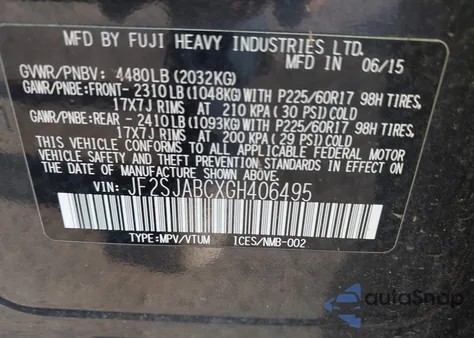 MFD BY FUJI HEAVY INDUSTRIES LTD.
MFD IN 06/15
GVWR/PNBV: 4480LB(2032KG)
GAWR/PNBE:FRONT- 2310LB(1048KG)WITH P225/60R17 98H TIRES,
17X7J RIMS AT 210 KPA(30 PSI)COLD
GAWR/PNBE:REAR - 2410LB(1093KG)WITH P225/60R17 98H TIRES,
17X7J RIMS AT 200 KPA(29 PSI)COLD
THIS VEHICLE CONFORMS TO ALL APPLICABLE FEDERAL MOTOR
VEHICLE SAFETY AND THEFT PREVENTION STANDARDS IN EFFECT ON
THE DATE OF MANUFACTURE SHOWN ABOVE.
VIN: JF2SJABCXGH406495
TYPE:MPV/VTUM ICES/NMB-002
autoSnap